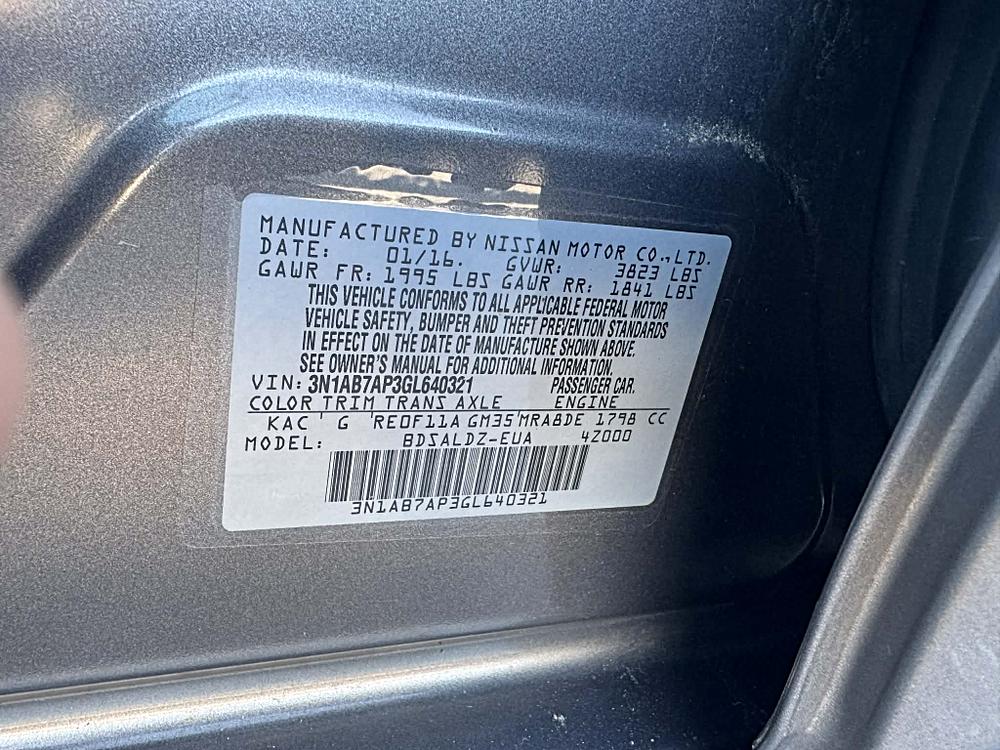 MANUFACTURED BY NISSAN MOTOR CO.,LTD.
DATE: 01/16. GVWR: 3823 LBS
GAWR FR: 1995 LBS GAWR RR: 1841 LBS
THIS VEHICLE CONFORMS TO ALL APPLICABLE FEDERAL MOTOR
VEHICLE SAFETY, BUMPER AND THEFT PREVENTION STANDARDS
IN EFFECT ON THE DATE OF MANUFACTURE SHOWN ABOVE.
SEE OWNER'S MANUAL FOR ADDITIONAL INFORMATION.
VIN: 3N1AB7AP3GL640321 PASSENGER CAR.
COLOR TRIM TRANS AXLE ENGINE
KAC G RE0F11A GM35 MRA8DE 1798 CC
MODEL: BDSALDZ-EUA 4Z000
3N1AB7AP3GL640321